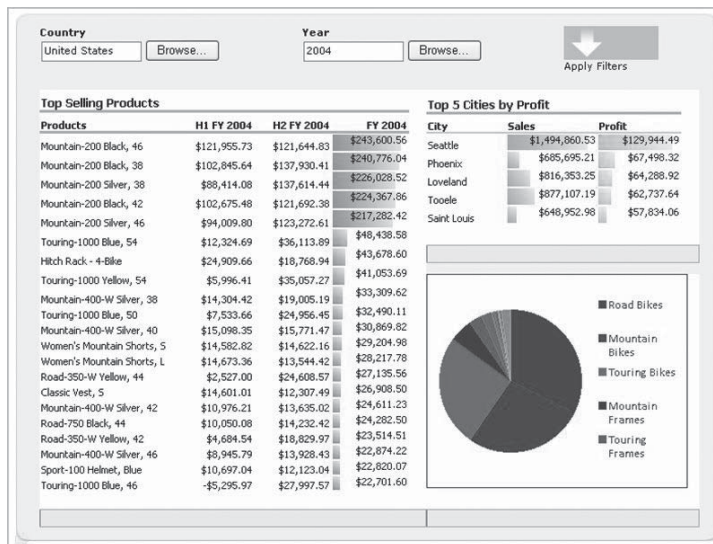 Country
United States
Browse...
Year
2004
Browse...
Apply Filters
Top Selling Products
Products H1 FY 2004 H2 FY 2004 FY 2004
Mountain-200 Black, 46 $121,955.73 $121,644.83 $243,600.56
Mountain-200 Black, 38 $102,845.64 $137,930.41 $240,776.04
Mountain-200 Silver, 38 $88,414.08 $137,614.44 $226,028.52
Mountain-200 Black, 42 $102,675.48 $121,692.38 $224,367.86
Mountain-200 Silver, 46 $94,009.80 $123,272.61 $217,282.42
Touring-1000 Blue, 54 $12,324.69 $36,113.89 $48,438.58
Hitch Rack - 4-Bike $24,909.66 $18,768.94 $43,678.60
Touring-1000 Yellow, 54 $5,996.41 $35,057.27 $41,053.69
Mountain-400-W Silver, 38 $14,304.42 $19,005.19 $33,309.62
Touring-1000 Blue, 50 $7,533.66 $24,956.45 $32,490.11
Mountain-400-W Silver, 40 $15,098.35 $15,771.47 $30,869.82
Women's Mountain Shorts, S $14,582.82 $14,622.16 $29,204.98
Women's Mountain Shorts, L $14,673.36 $13,544.42 $28,217.78
Road-350-W Yellow, 44 $2,527.00 $24,608.57 $27,135.56
Classic Vest, S $14,601.01 $12,307.49 $26,908.50
Mountain-400-W Silver, 42 $10,976.21 $13,635.02 $24,611.23
Road-750 Black, 44 $10,050.08 $14,232.42 $24,282.50
Road-350-W Yellow, 42 $4,684.54 $18,829.97 $23,514.51
Mountain-400-W Silver, 46 $8,945.79 $13,928.43 $22,874.22
Sport-100 Helmet, Blue $10,697.04 $12,123.04 $22,820.07
Touring-1000 Blue, 46 -$5,295.97 $27,997.57 $22,701.60
Top 5 Cities by Profit
City Sales Profit
Seattle $1,494,860.53 $129,944.49
Phoenix $685,695.21 $67,498.32
Loveland $816,353.25 $64,288.92
Tooele $877,107.19 $62,737.64
Saint Louis $648,952.98 $57,834.06
Road Bikes
Mountain
Bikes
Touring Bikes
Mountain
Frames
Touring
Frames